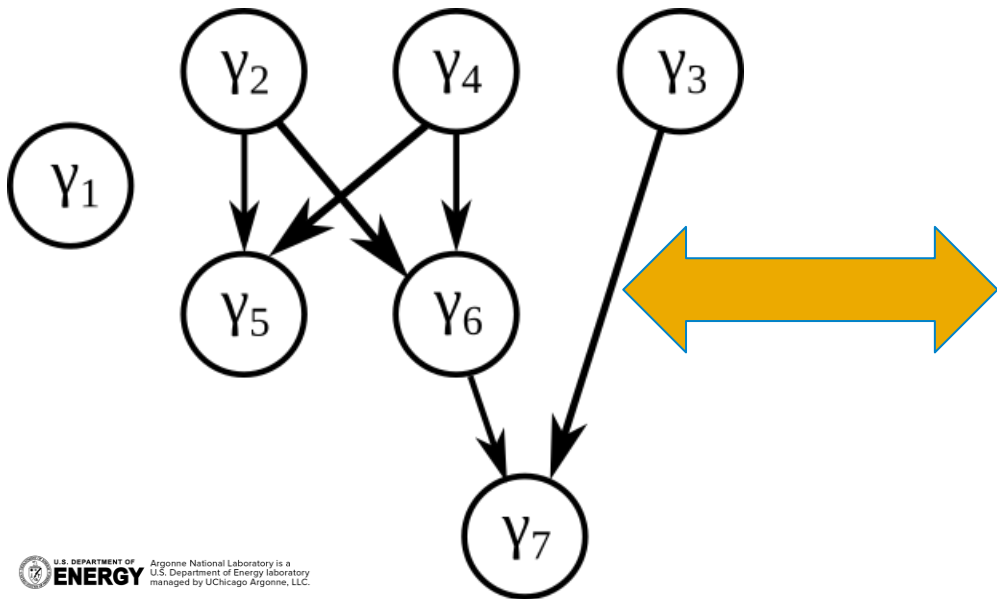 γ2
γ4
γ3
γ1
γ5
γ6
γ7
U.S. DEPARTMENT OF
ENERGY
Argonne National Laboratory is a
U.S. Department of Energy laboratory
managed by UChicago Argonne, LLC.